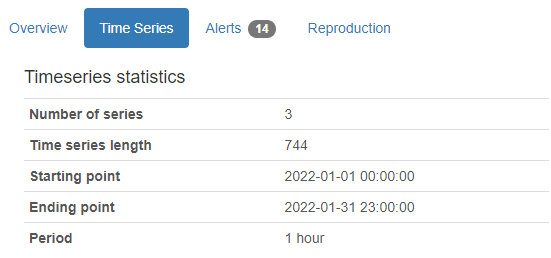 Overview Time Series Alerts 14 Reproduction
Timeseries statistics
Number of series 3
Time series length 744
Starting point 2022-01-01 00:00:00
Ending point 2022-01-31 23:00:00
Period 1 hour